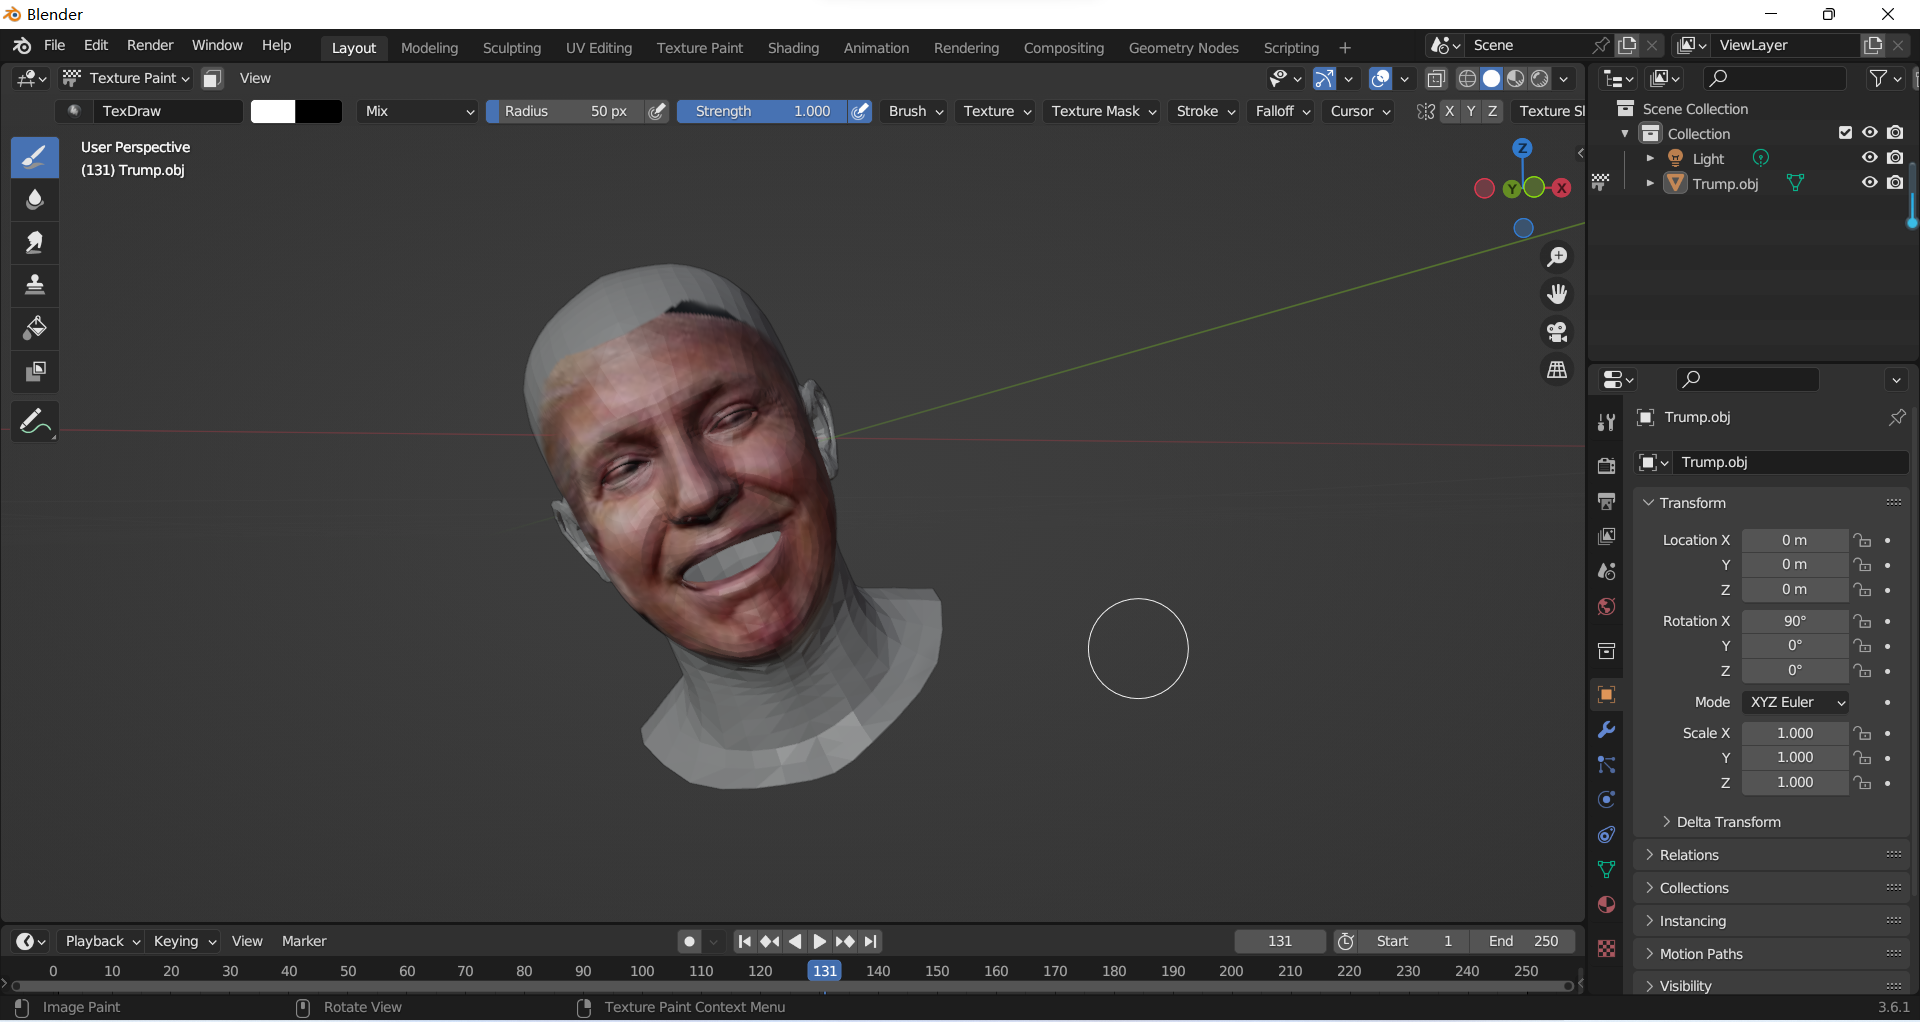 Blender
File Edit Render Window Help Layout Modeling Sculpting UV Editing Texture Paint Shading Animation Rendering Compositing Geometry Nodes Scripting + Scene ViewLayer
Texture Paint View
TexDraw Mix Radius 50 px Strength 1.000 Brush Texture Texture Mask Stroke Falloff Cursor X Y Z Texture Sl
User Perspective
(131) Trump.obj
Z
Y X
Scene Collection
Collection
Light
Trump.obj
Trump.obj
Trump.obj
Transform
Location X 0 m
Y 0 m
Z 0 m
Rotation X 90°
Y 0°
Z 0°
Mode XYZ Euler
Scale X 1.000
Y 1.000
Z 1.000
Delta Transform
Relations
Collections
Instancing
Motion Paths
Visibility
Playback Keying View Marker 131 Start 1 End 250
0 10 20 30 40 50 60 70 80 90 100 110 120 131 140 150 160 170 180 190 200 210 220 230 240 250
Image Paint Rotate View Texture Paint Context Menu 3.6.1